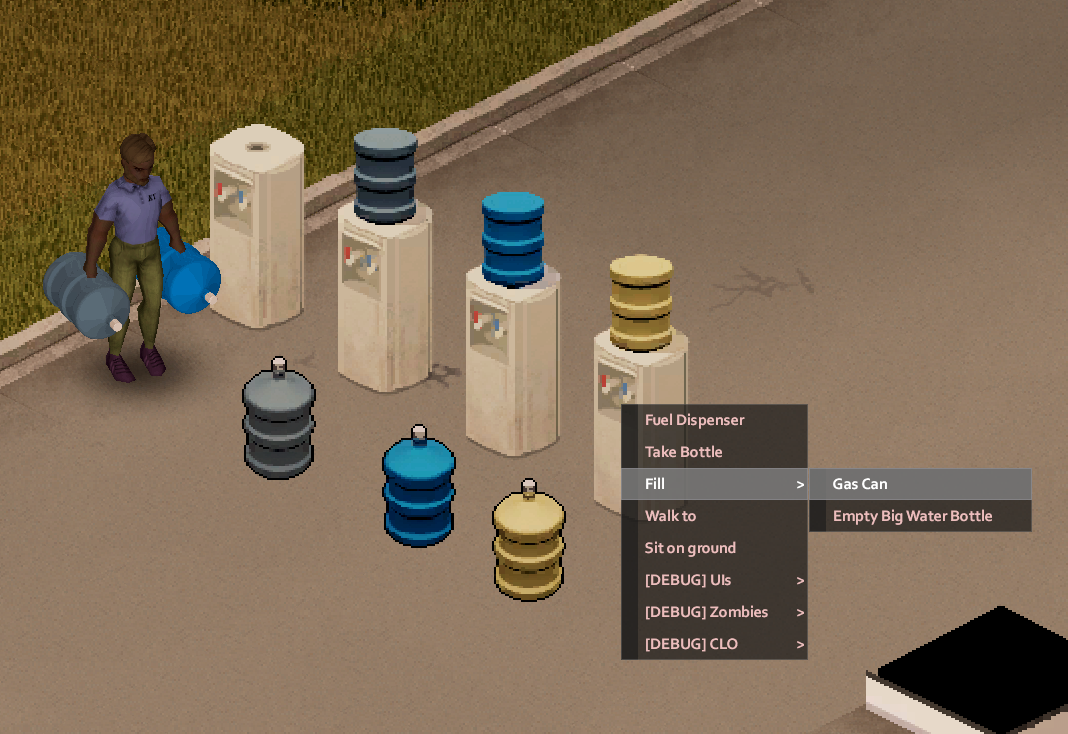 Fuel Dispenser
Take Bottle
Fill >
Gas Can
Empty Big Water Bottle
Walk to
Sit on ground
[DEBUG] UIs >
[DEBUG] Zombies >
[DEBUG] CLO >